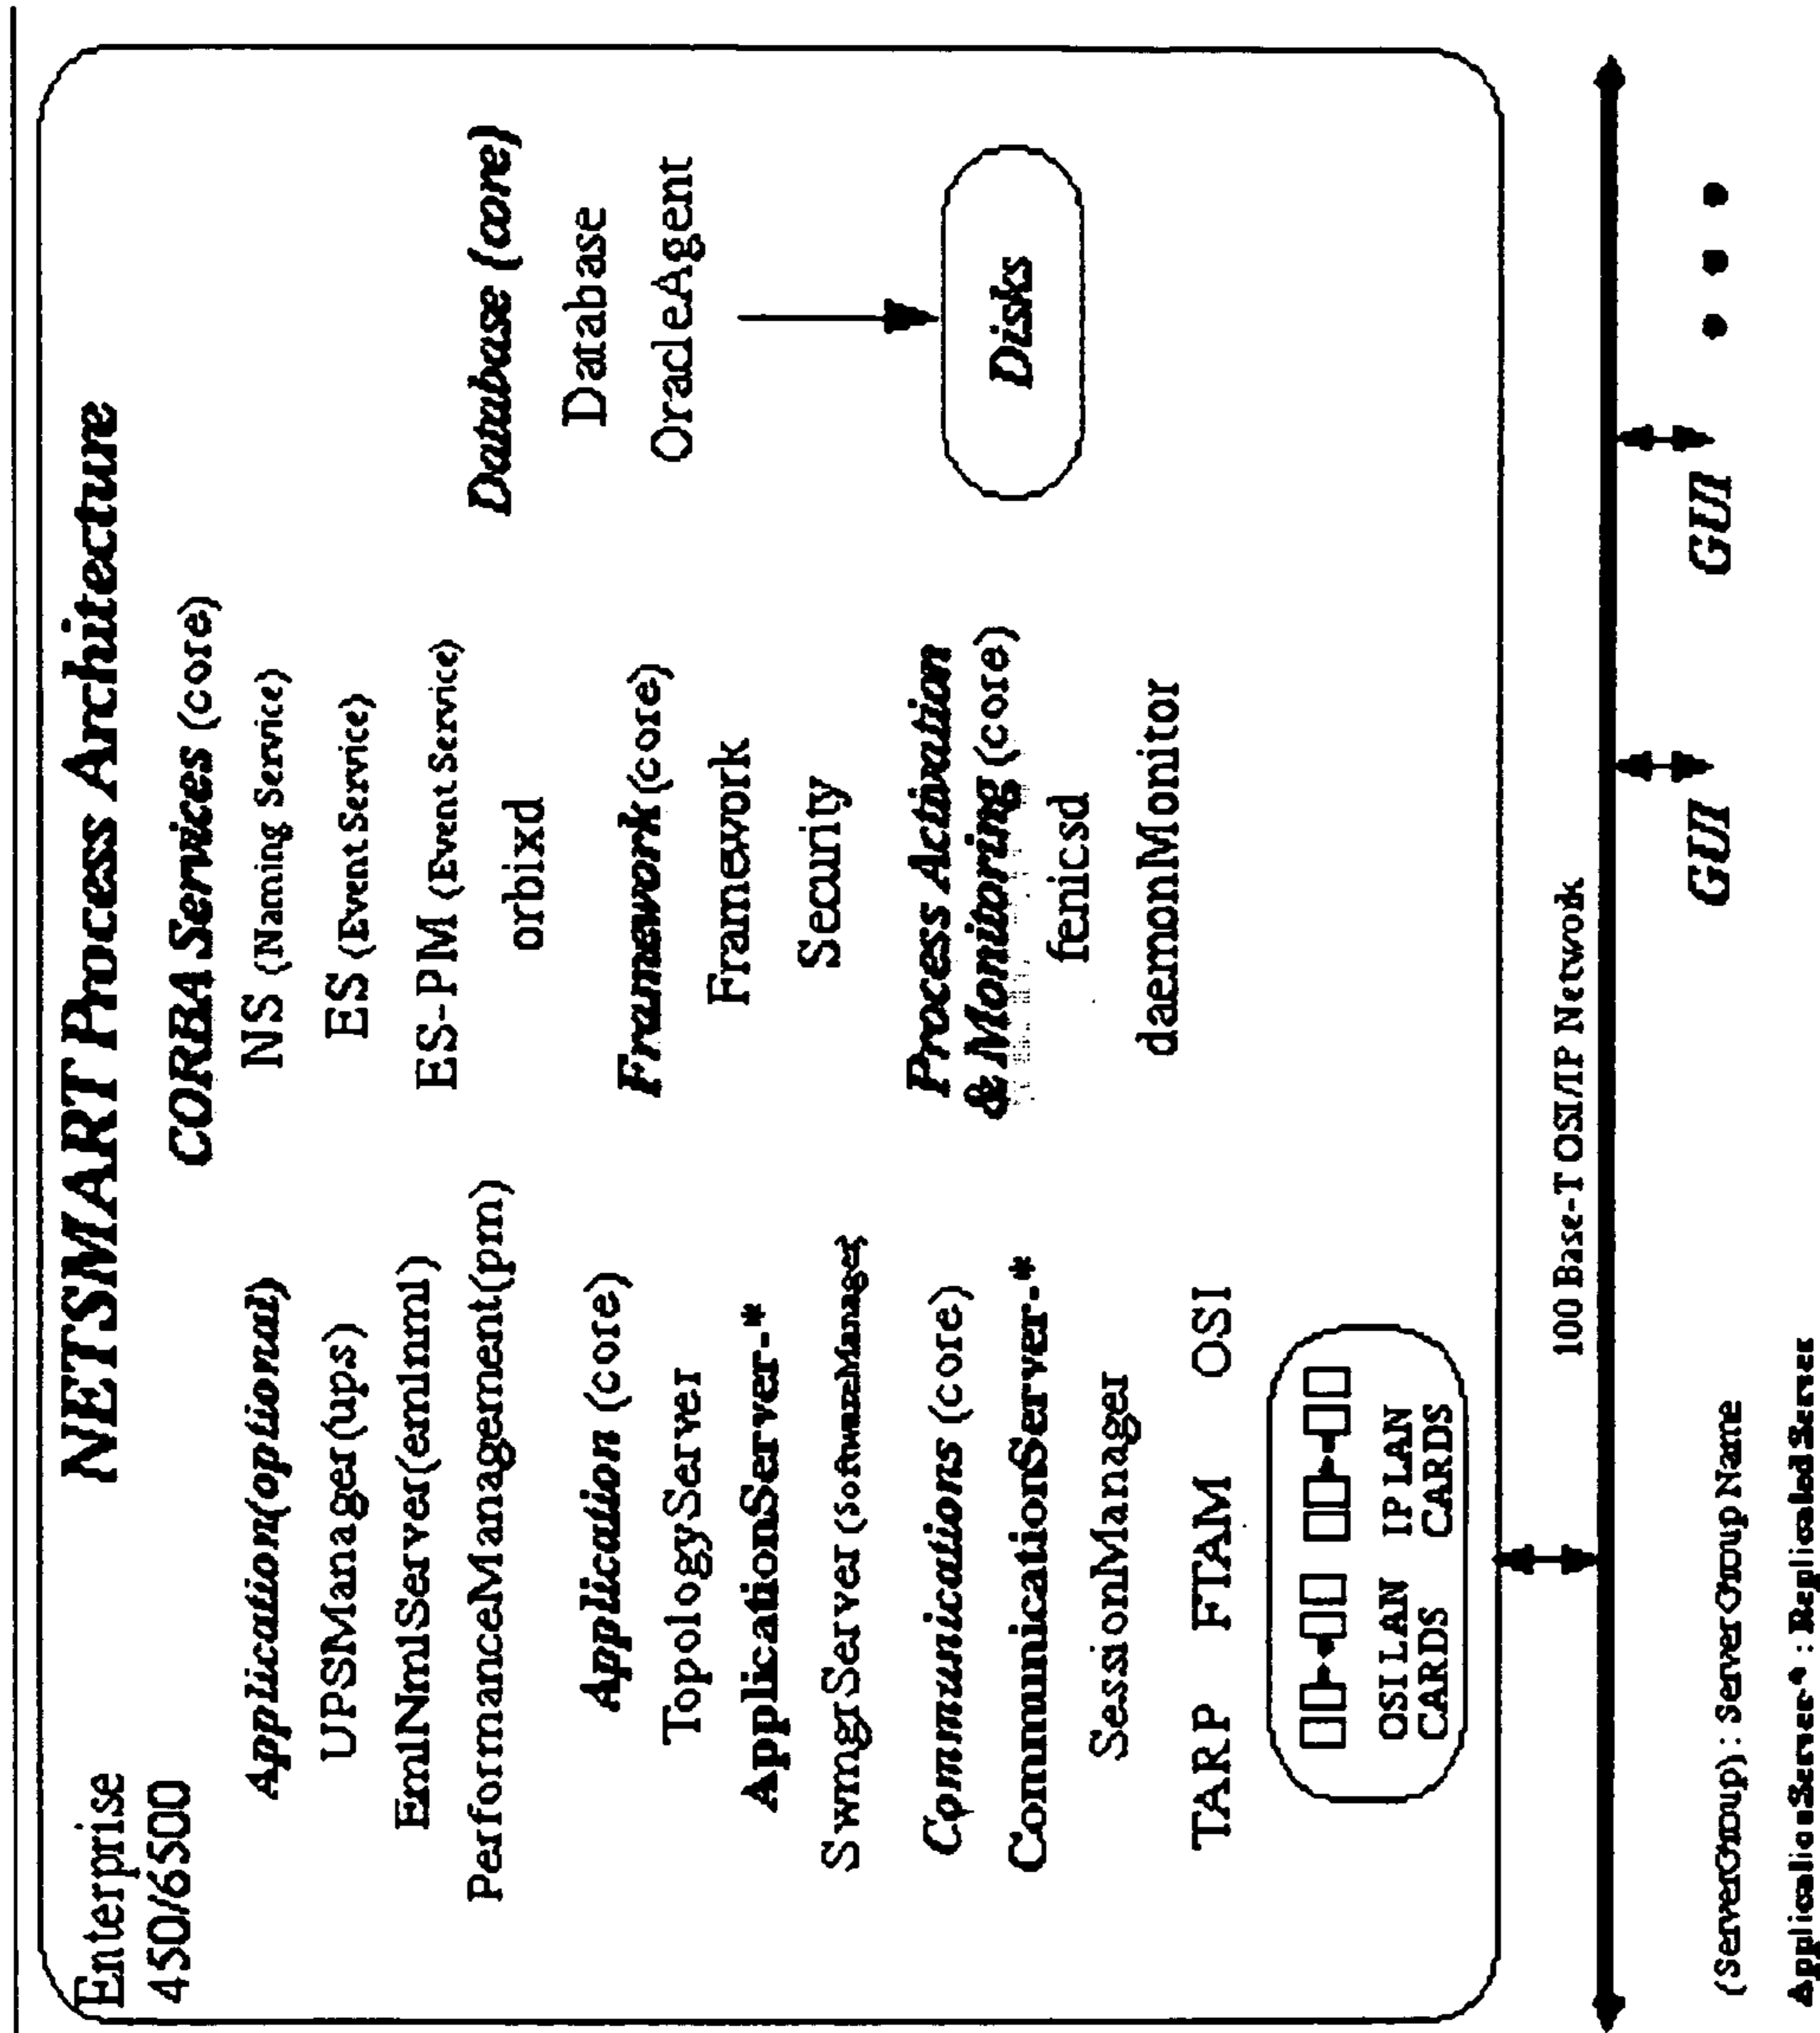 NETSMART Process Architecture
Enterprise
450/6500
Application(optional)
UPSManager(ups)
EmlNmlServer(emlnml)
PerformanceManagement(pm)
Application (core)
TopologyServer
ApplicationServer-*
SwmgrServer (SoftwareManager)
Communications (core)
CommunicationServer-*
SessionManager
TARP FTAM OSI
OSI LAN CARDS
IP LAN CARDS
CORBA Services (core)
NS (Naming Service)
ES (Event Service)
ES-PM (Event Service)
orbixd
Framework (core)
Framework
Security
Process Activation
& Monitoring (core)
fenicsd
daemonMonitor
Database (core)
Database
OracleAgent
Disks
100 Base-T OSI/IP Network
GUI
GUI
(ServerGroup) : ServerGroup Name
ApplicationServer-* : Replicated Server